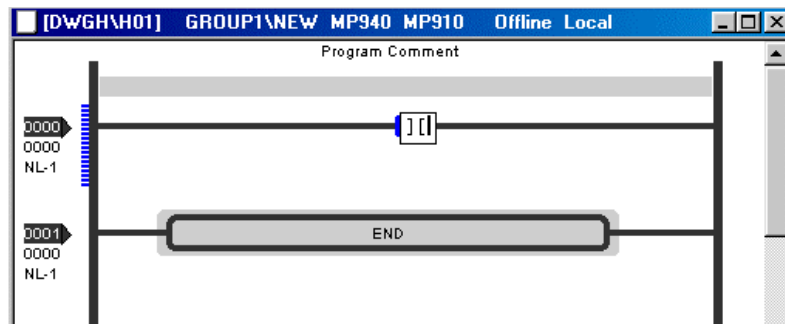 [DWGH\H01] GROUP1\NEW MP940 MP910 Offline Local
Program Comment
0000
] [
0000
NL-1
0001
END
0000
NL-1